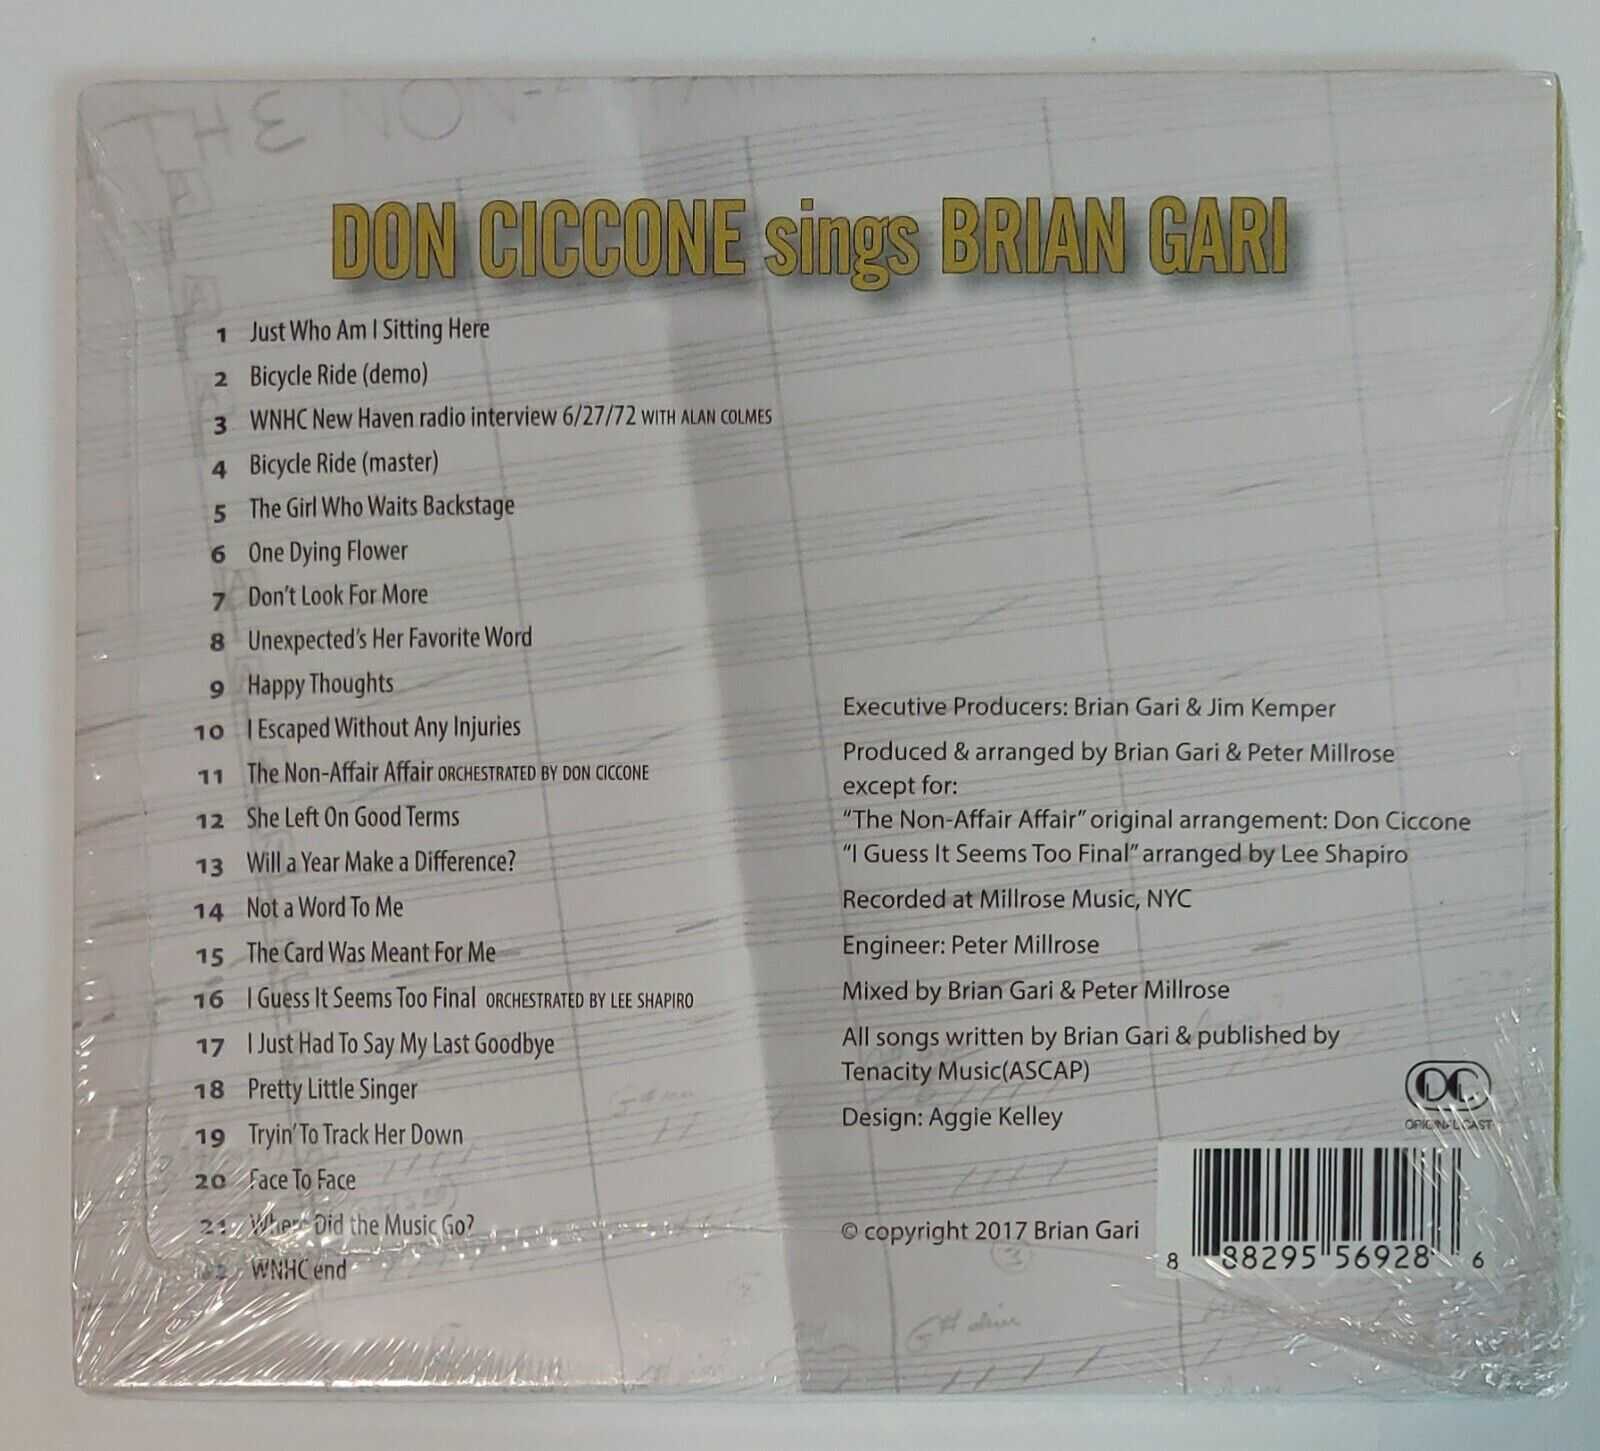 DON CICCONE sings BRIAN GARI
1 Just Who Am I Sitting Here
2 Bicycle Ride (demo)
3 WNHC New Haven radio interview 6/27/72 WITH ALAN COLMES
4 Bicycle Ride (master)
5 The Girl Who Waits Backstage
6 One Dying Flower
7 Don't Look For More
8 Unexpected's Her Favorite Word
9 Happy Thoughts
10 I Escaped Without Any Injuries
11 The Non-Affair Affair ORCHESTRATED BY DON CICCONE
12 She Left On Good Terms
13 Will a Year Make a Difference?
14 Not a Word To Me
15 The Card Was Meant For Me
16 I Guess It Seems Too Final ORCHESTRATED BY LEE SHAPIRO
17 I Just Had To Say My Last Goodbye
18 Pretty Little Singer
19 Tryin' To Track Her Down
20 Face To Face
21 Did the Music Go?
WNHC end
Executive Producers: Brian Gari & Jim Kemper
Produced & arranged by Brian Gari & Peter Millrose
except for:
"The Non-Affair Affair" original arrangement: Don Ciccone
"I Guess It Seems Too Final" arranged by Lee Shapiro
Recorded at Millrose Music, NYC
Engineer: Peter Millrose
Mixed by Brian Gari & Peter Millrose
All songs written by Brian Gari & published by
Tenacity Music(ASCAP)
Design: Aggie Kelley
© copyright 2017 Brian Gari
OC
ORIGINAL CAST
8 88295 56928 6
G# dim